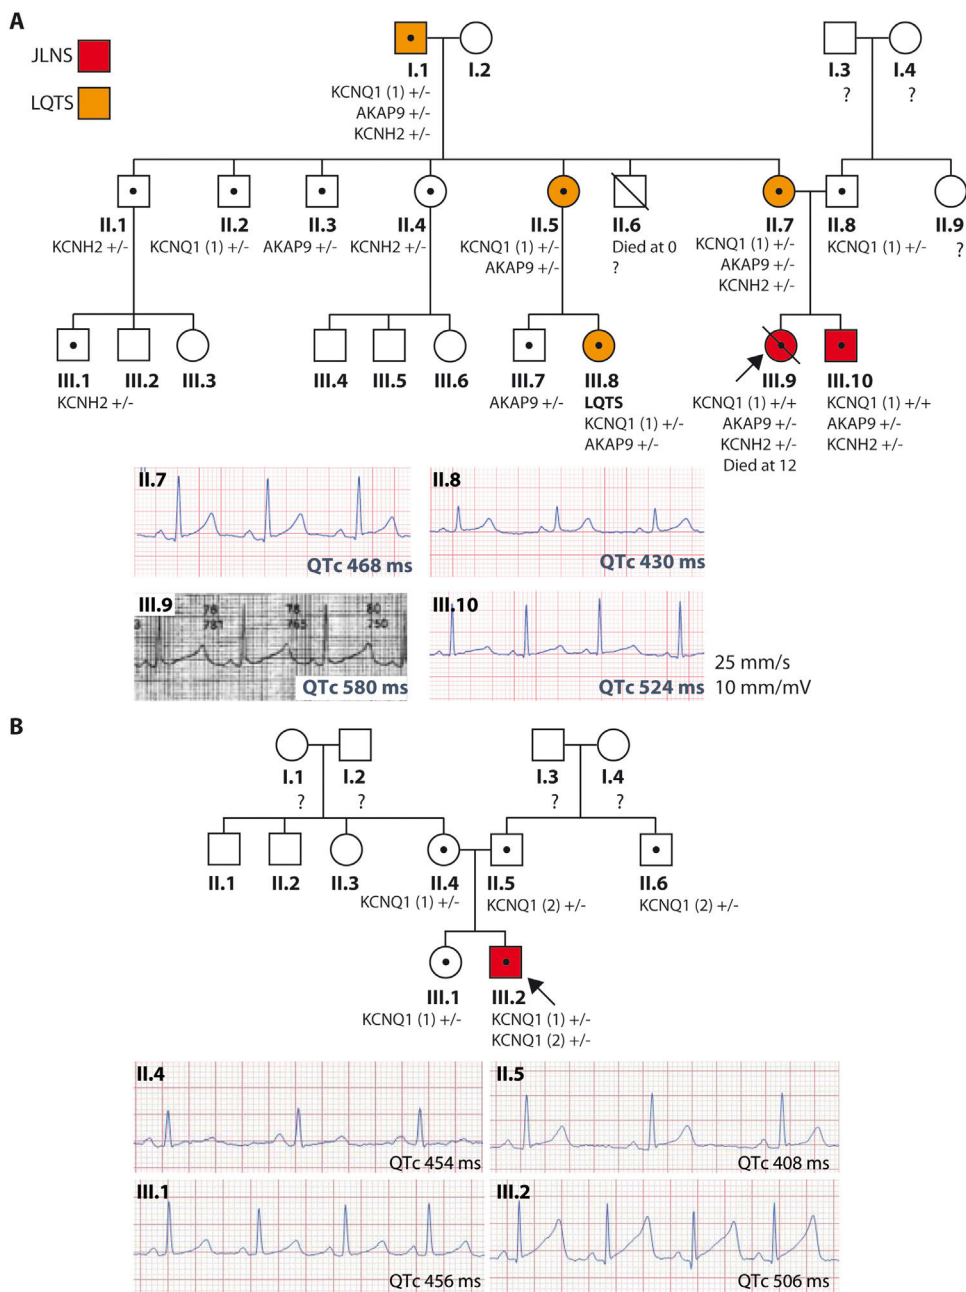 A
JLNS
LQTS
I.1
I.2
I.3
I.4
KCNQ1 (1) +/-
AKAP9 +/-
KCNH2 +/-
?
?
II.1
II.2
II.3
II.4
II.5
II.6
II.7
II.8
II.9
KCNH2 +/-
KCNQ1 (1) +/-
AKAP9 +/-
KCNH2 +/-
KCNQ1 (1) +/-
AKAP9 +/-
Died at 0
?
KCNQ1 (1) +/-
AKAP9 +/-
KCNH2 +/-
KCNQ1 (1) +/-
?
III.1
III.2
III.3
III.4
III.5
III.6
III.7
III.8
III.9
III.10
KCNH2 +/-
AKAP9 +/-
LQTS
KCNQ1 (1) +/-
AKAP9 +/-
KCNQ1 (1) +/+
AKAP9 +/-
KCNH2 +/-
Died at 12
KCNQ1 (1) +/+
AKAP9 +/-
KCNH2 +/-
II.7
QTc 468 ms
II.8
QTc 430 ms
III.9
76
78
80
781
765
750
QTc 580 ms
III.10
QTc 524 ms
25 mm/s
10 mm/mV
B
I.1
I.2
I.3
I.4
?
?
?
?
II.1
II.2
II.3
II.4
II.5
II.6
KCNQ1 (1) +/-
KCNQ1 (2) +/-
KCNQ1 (2) +/-
III.1
III.2
KCNQ1 (1) +/-
KCNQ1 (1) +/-
KCNQ1 (2) +/-
II.4
QTc 454 ms
II.5
QTc 408 ms
III.1
QTc 456 ms
III.2
QTc 506 ms